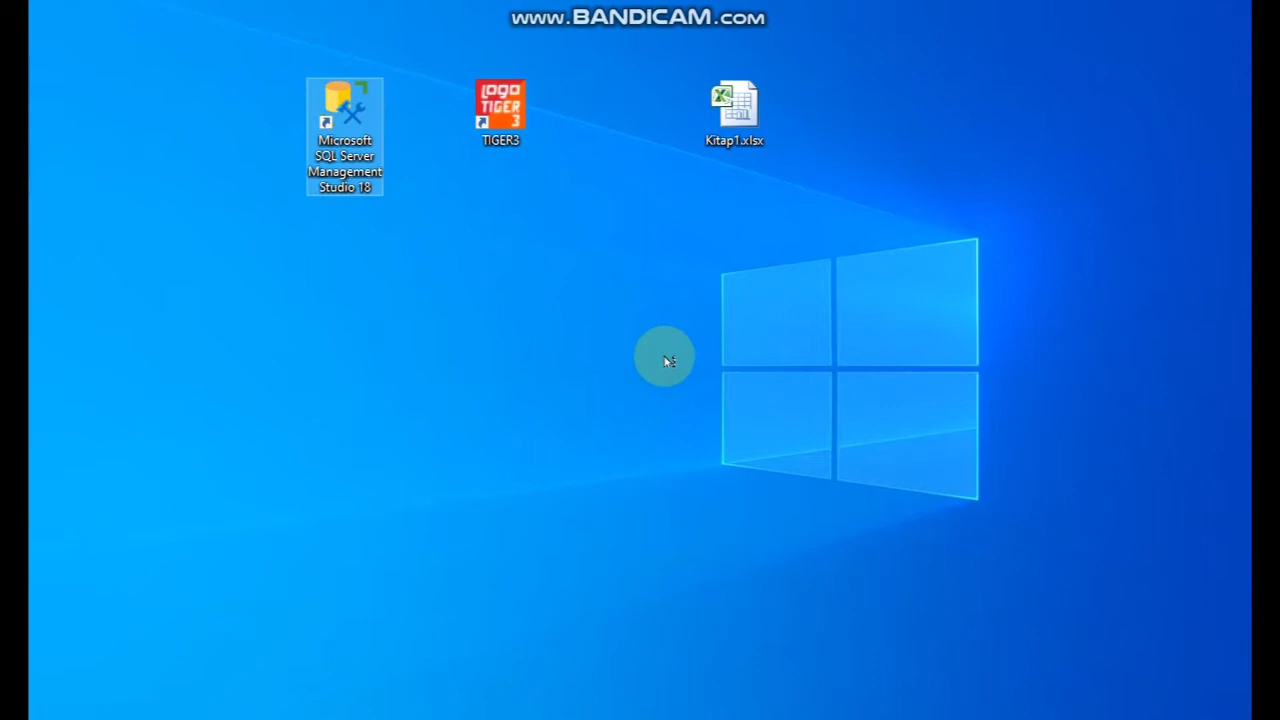 www.BANDICAM.com
LOGO
TIGER
3
Microsoft
SQL Server
Management
Studio 18
TIGER3
Kitap1.xlsx